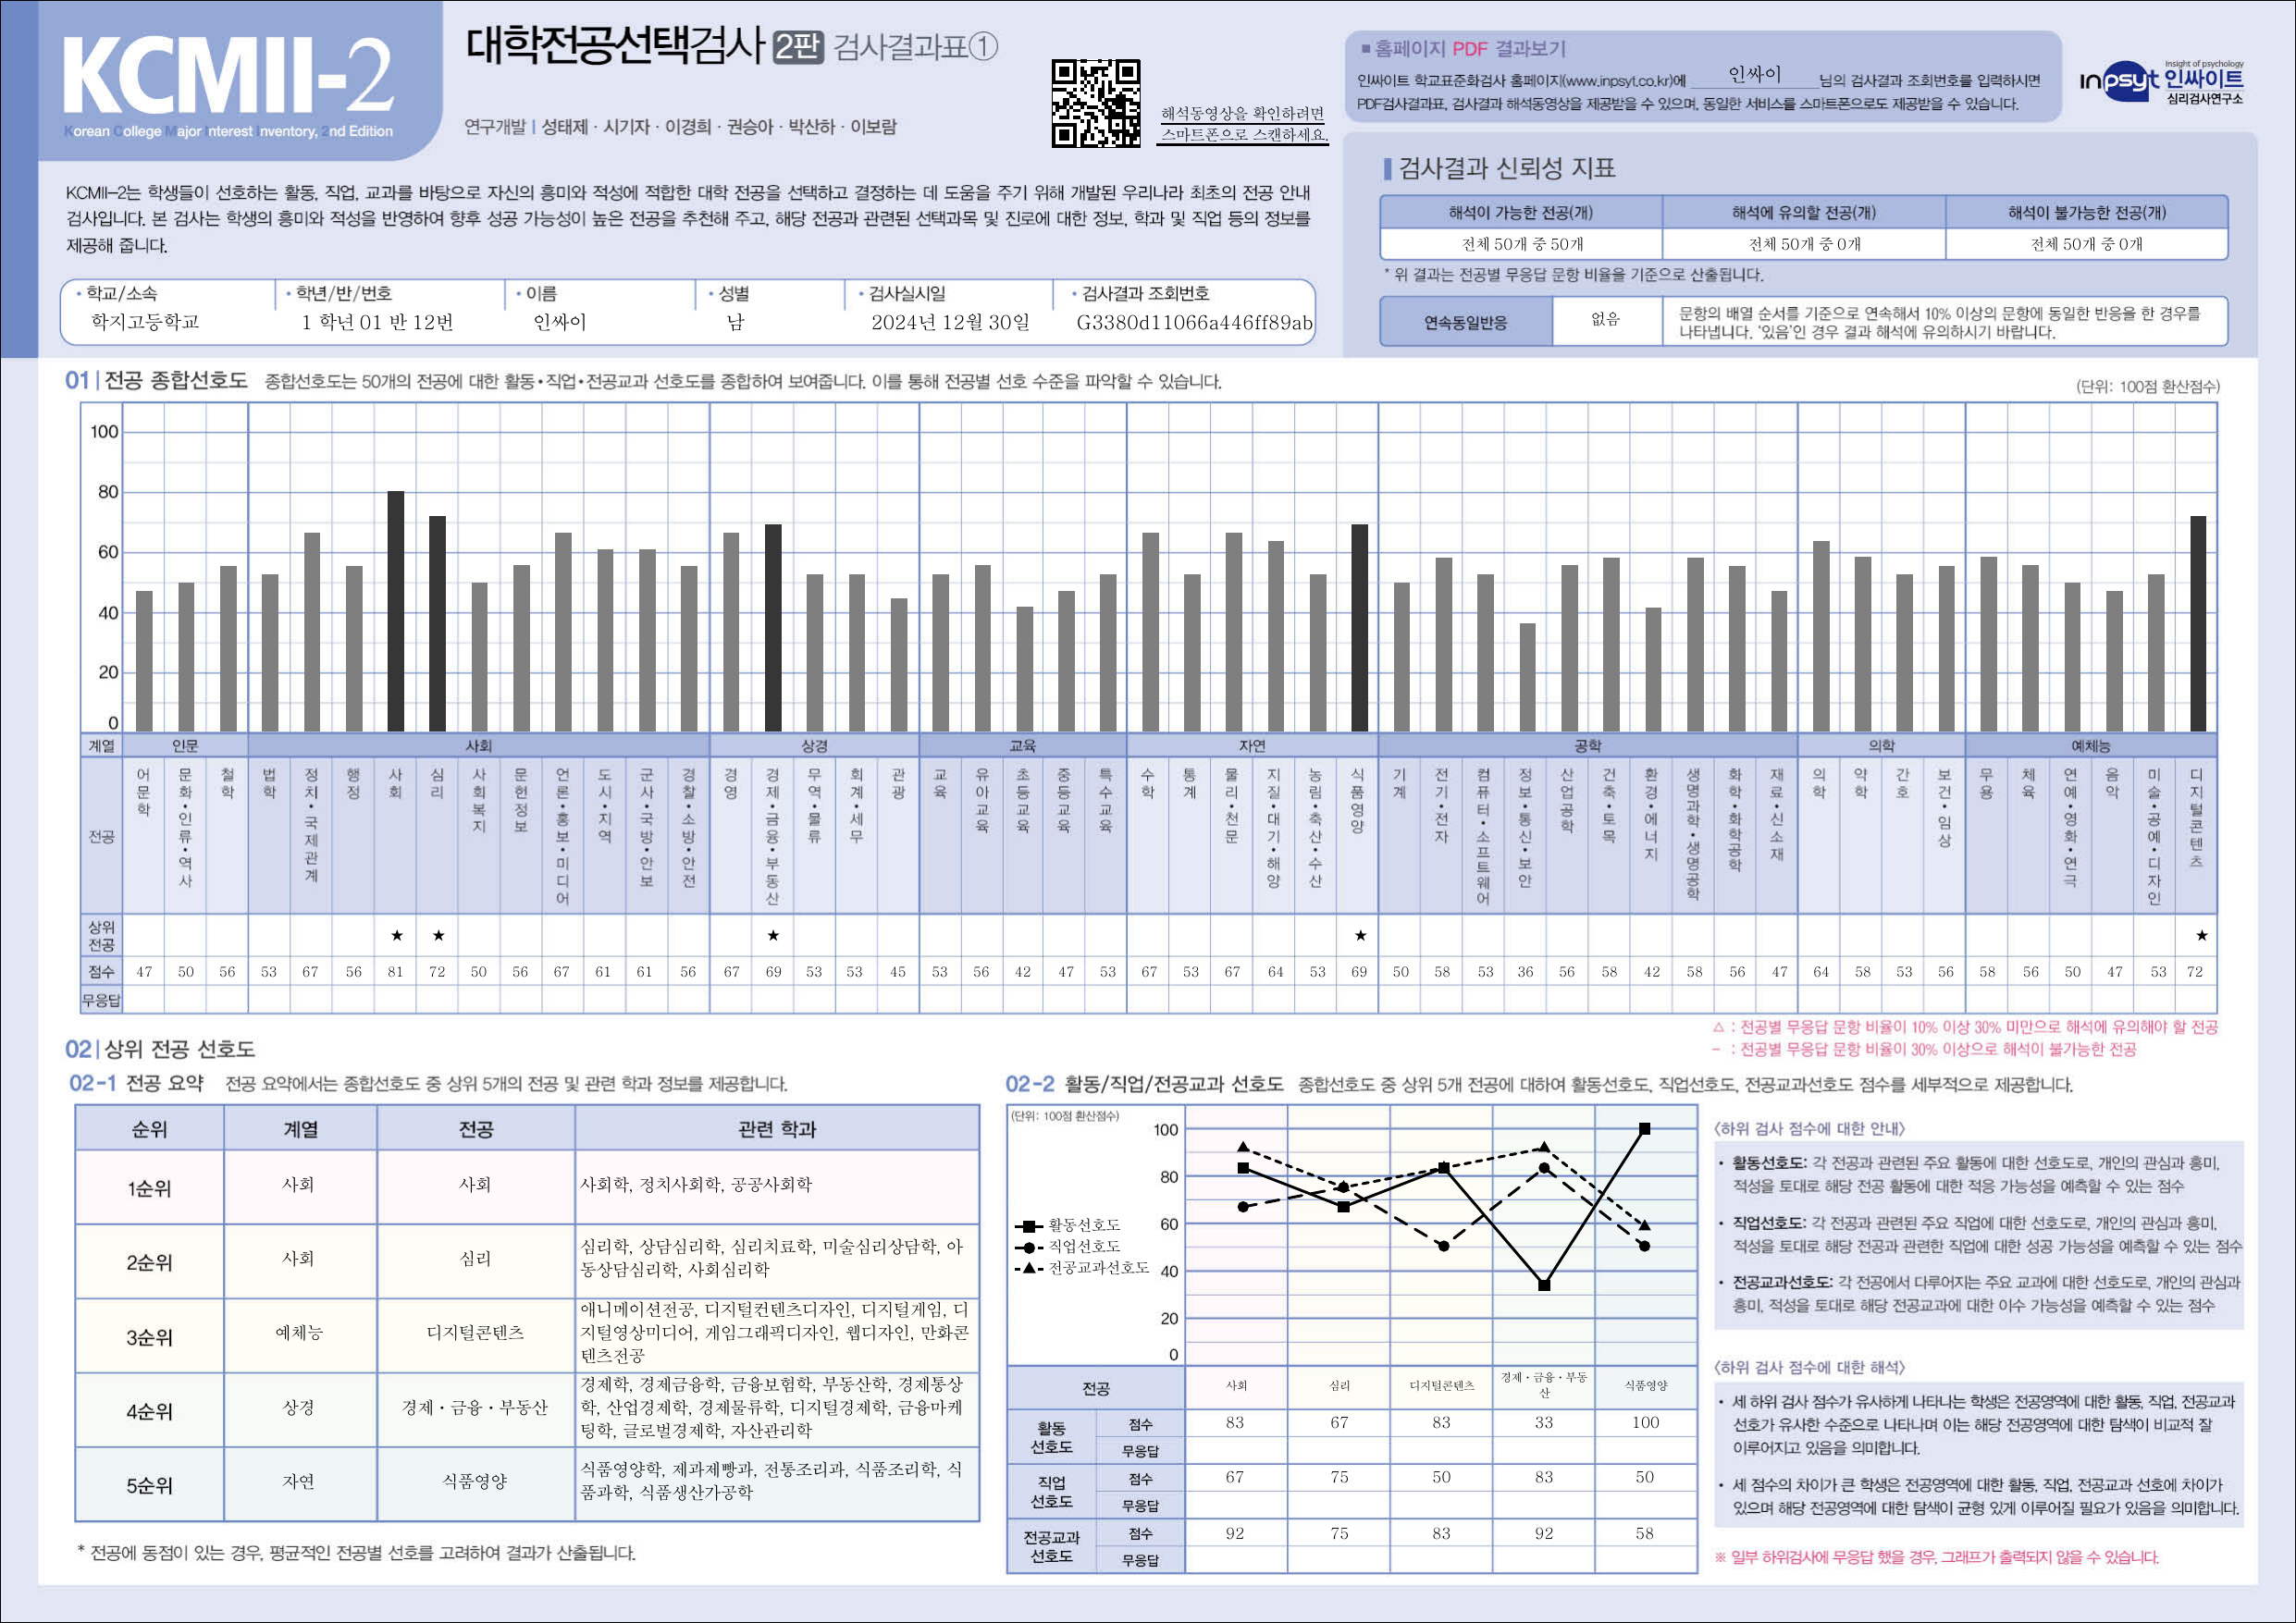 KCMII-2
Korean College Major Interest Inventory, 2nd Edition
대학전공선택검사 2판 검사결과표①
연구개발 | 성태제 · 시기자 · 이경희 · 권승아 · 박산하 · 이보람
해석동영상을 확인하려면
스마트폰으로 스캔하세요.
■ 홈페이지 PDF 결과보기
인싸이트 학교표준화검사 홈페이지(www.inpsyt.co.kr)에 인싸이 님의 검사결과 조회번호를 입력하시면
PDF검사결과표, 검사결과 해석동영상을 제공받을 수 있으며, 동일한 서비스를 스마트폰으로도 제공받을 수 있습니다.
Insight of psychology
inpsyt 인싸이트
심리검사연구소
KCMII-2는 학생들이 선호하는 활동, 직업, 교과를 바탕으로 자신의 흥미와 적성에 적합한 대학 전공을 선택하고 결정하는 데 도움을 주기 위해 개발된 우리나라 최초의 전공 안내
검사입니다. 본 검사는 학생의 흥미와 적성을 반영하여 향후 성공 가능성이 높은 전공을 추천해 주고, 해당 전공과 관련된 선택과목 및 진로에 대한 정보, 학과 및 직업 등의 정보를
제공해 줍니다.
• 학교/소속 • 학년/반/번호 • 이름 • 성별 • 검사실시일 • 검사결과 조회번호
학지고등학교 1 학년 01 반 12번 인싸이 남 2024년 12월 30일 G3380d11066a446ff89ab
검사결과 신뢰성 지표
해석이 가능한 전공(개) 해석에 유의할 전공(개) 해석이 불가능한 전공(개)
전체 50개 중 50개 전체 50개 중 0개 전체 50개 중 0개
* 위 결과는 전공별 무응답 문항 비율을 기준으로 산출됩니다.
연속동일반응 없음 문항의 배열 순서를 기준으로 연속해서 10% 이상의 문항에 동일한 반응을 한 경우를
나타냅니다. '있음'인 경우 결과 해석에 유의하시기 바랍니다.
01 | 전공 종합선호도 종합선호도는 50개의 전공에 대한 활동•직업•전공교과 선호도를 종합하여 보여줍니다. 이를 통해 전공별 선호 수준을 파악할 수 있습니다.
(단위: 100점 환산점수)
100
80
60
40
20
0
계열 인문 사회 상경 교육 자연 공학 의학 예체능
전공 어문학 문화•인류•역사 철학 법학 정치•국제관계 행정 사회 심리 사회복지 문헌정보 언론•홍보•미디어 도시•지역 군사•국방•안보 경찰•소방•안전 경영 경제•금융•부동산 무역•물류 회계•세무 관광 교육 유아교육 초등교육 중등교육 특수교육 수학 통계 물리•천문 지질•대기•해양 농림•축산•수산 식품영양 기계 전기•전자 컴퓨터•소프트웨어 정보•통신•보안 산업공학 건축•토목 환경•에너지 생명과학•생명공학 화학•화학공학 재료•신소재 의학 약학 간호 보건•임상 무용 체육 연예•영화•연극 음악 미술•공예•디자인 디지털콘텐츠
상위
전공 ★ ★ ★ ★ ★
점수 47 50 56 53 67 56 81 72 50 56 67 61 61 56 67 69 53 53 45 53 56 42 47 53 67 53 67 64 53 69 50 58 53 36 56 58 42 58 56 47 64 58 53 56 58 56 50 47 53 72
무응답
△ : 전공별 무응답 문항 비율이 10% 이상 30% 미만으로 해석에 유의해야 할 전공
– : 전공별 무응답 문항 비율이 30% 이상으로 해석이 불가능한 전공
02 | 상위 전공 선호도
02-1 전공 요약 전공 요약에서는 종합선호도 중 상위 5개의 전공 및 관련 학과 정보를 제공합니다.
순위 계열 전공 관련 학과
1순위 사회 사회 사회학, 정치사회학, 공공사회학
2순위 사회 심리 심리학, 상담심리학, 심리치료학, 미술심리상담학, 아
동상담심리학, 사회심리학
3순위 예체능 디지털콘텐츠 애니메이션전공, 디지털컨텐츠디자인, 디지털게임, 디
지털영상미디어, 게임그래픽디자인, 웹디자인, 만화콘
텐츠전공
4순위 상경 경제・금융・부동산 경제학, 경제금융학, 금융보험학, 부동산학, 경제통상
학, 산업경제학, 경제물류학, 디지털경제학, 금융마케
팅학, 글로벌경제학, 자산관리학
5순위 자연 식품영양 식품영양학, 제과제빵과, 전통조리과, 식품조리학, 식
품과학, 식품생산가공학
* 전공에 동점이 있는 경우, 평균적인 전공별 선호를 고려하여 결과가 산출됩니다.
02-2 활동/직업/전공교과 선호도 종합선호도 중 상위 5개 전공에 대하여 활동선호도, 직업선호도, 전공교과선호도 점수를 세부적으로 제공합니다.
(단위: 100점 환산점수)
100
80
60
40
20
0
활동선호도
직업선호도
전공교과선호도
전공 사회 심리 디지털콘텐츠 경제・금융・부동
산 식품영양
활동
선호도 점수 83 67 83 33 100
무응답
직업
선호도 점수 67 75 50 83 50
무응답
전공교과
선호도 점수 92 75 83 92 58
무응답
〈하위 검사 점수에 대한 안내〉
• 활동선호도: 각 전공과 관련된 주요 활동에 대한 선호도로, 개인의 관심과 흥미,
적성을 토대로 해당 전공 활동에 대한 적응 가능성을 예측할 수 있는 점수
• 직업선호도: 각 전공과 관련된 주요 직업에 대한 선호도로, 개인의 관심과 흥미,
적성을 토대로 해당 전공과 관련한 직업에 대한 성공 가능성을 예측할 수 있는 점수
• 전공교과선호도: 각 전공에서 다루어지는 주요 교과에 대한 선호도로, 개인의 관심과
흥미, 적성을 토대로 해당 전공교과에 대한 이수 가능성을 예측할 수 있는 점수
〈하위 검사 점수에 대한 해석〉
• 세 하위 검사 점수가 유사하게 나타나는 학생은 전공영역에 대한 활동, 직업, 전공교과
선호가 유사한 수준으로 나타나며 이는 해당 전공영역에 대한 탐색이 비교적 잘
이루어지고 있음을 의미합니다.
• 세 점수의 차이가 큰 학생은 전공영역에 대한 활동, 직업, 전공교과 선호에 차이가
있으며 해당 전공영역에 대한 탐색이 균형 있게 이루어질 필요가 있음을 의미합니다.
※ 일부 하위검사에 무응답 했을 경우, 그래프가 출력되지 않을 수 있습니다.